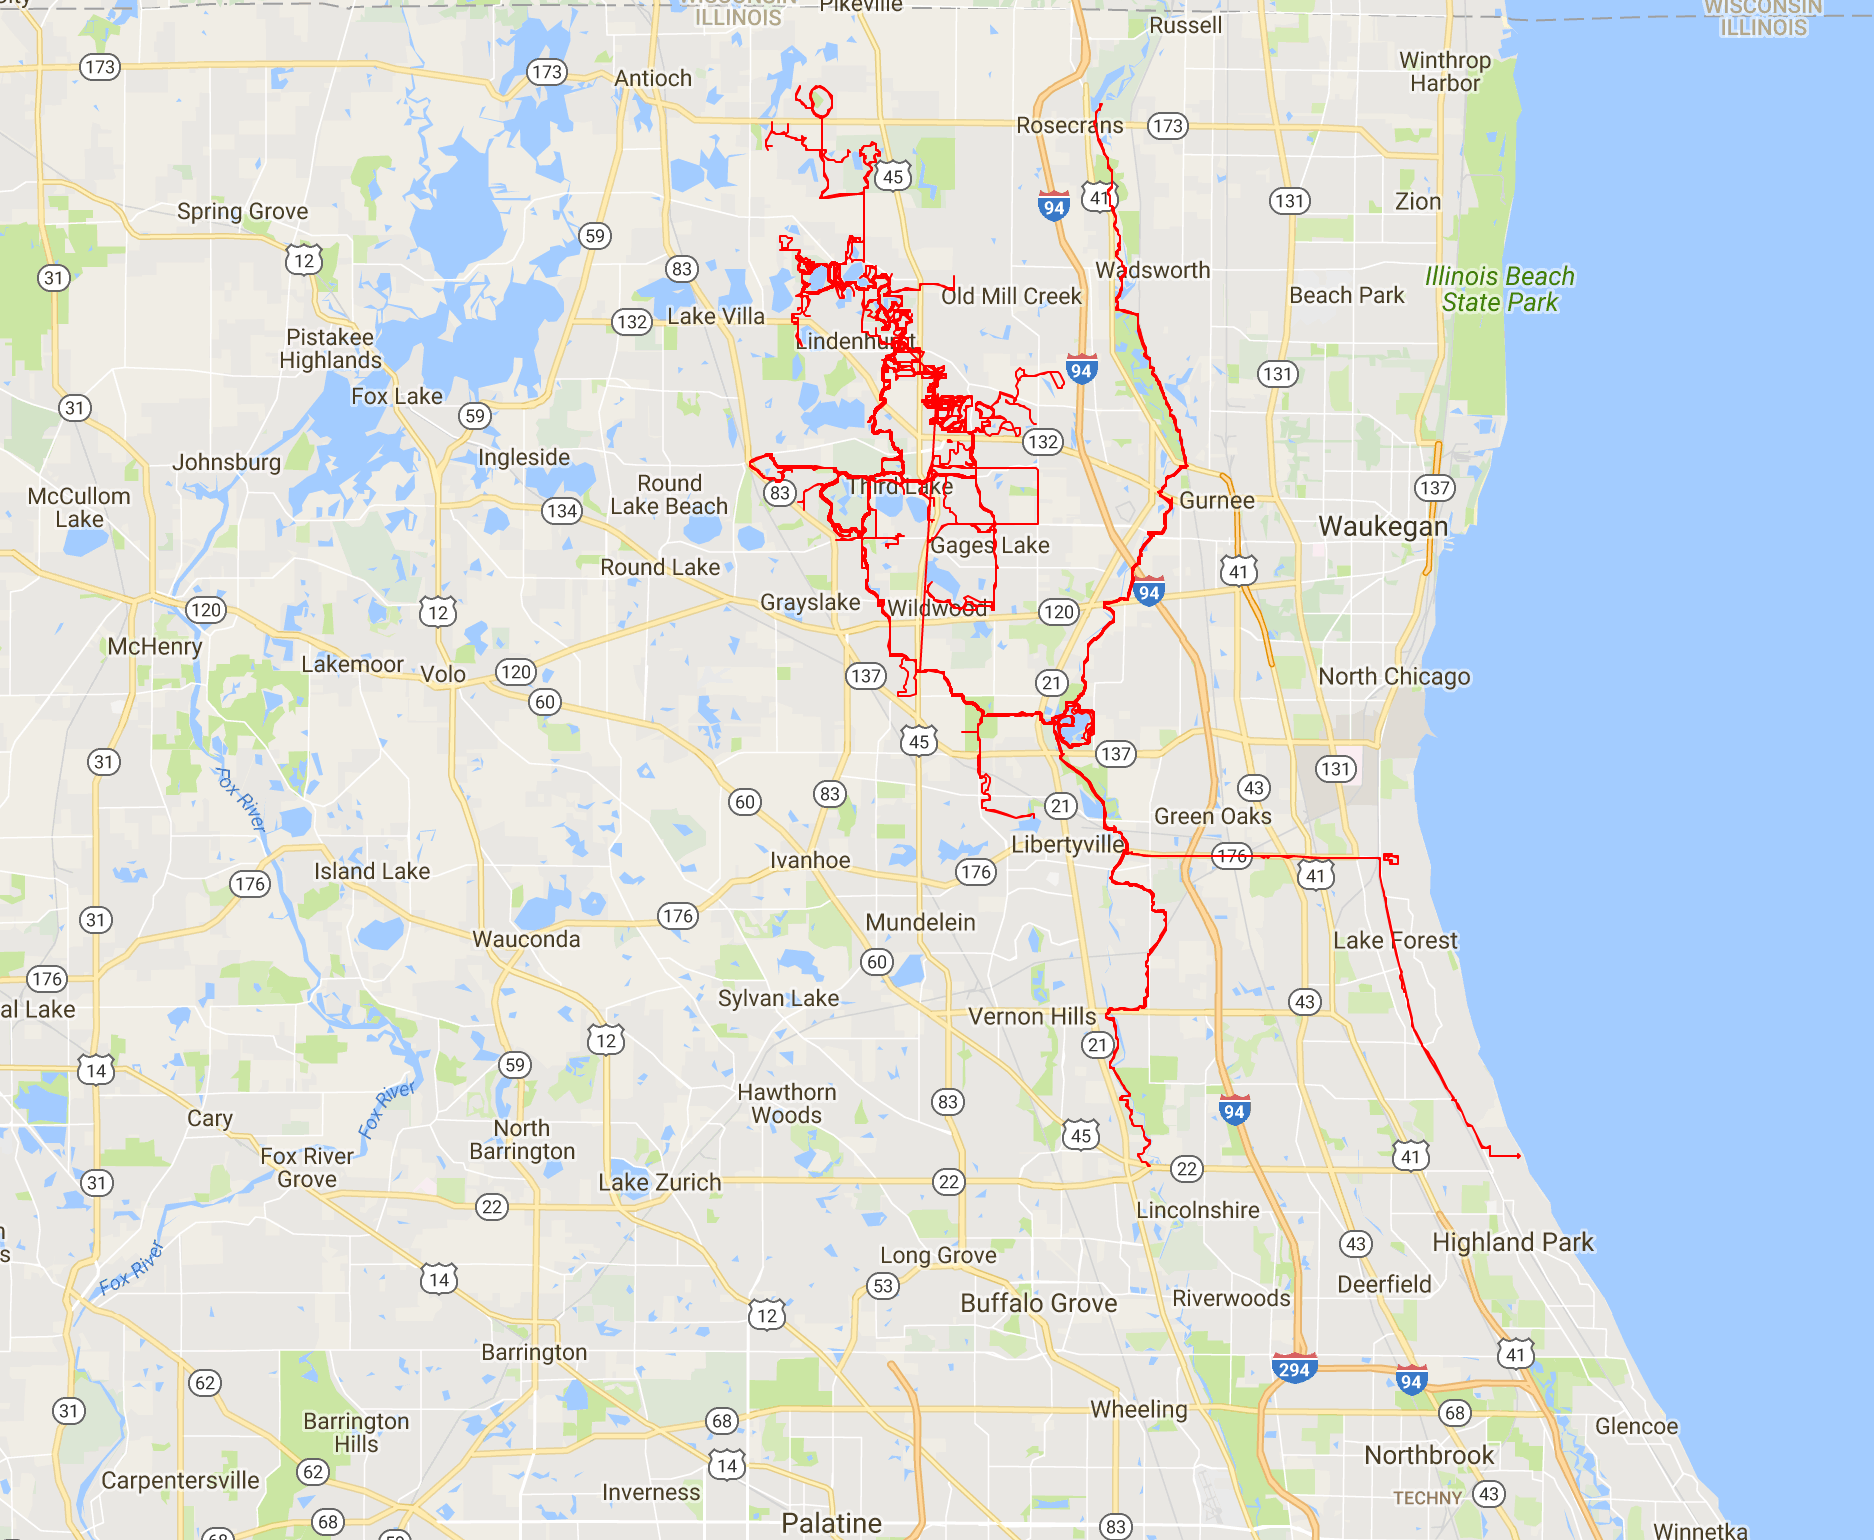 WISCONSIN
ILLINOIS
Pikeville
Russell
WISCONSIN
ILLINOIS
173
173
Antioch
Winthrop
Harbor
Rosecrans
173
45
Spring Grove
12
59
94
41
131
Zion
31
83
Wadsworth
Old Mill Creek
Beach Park
Illinois Beach
State Park
132
Lake Villa
Pistakee
Highlands
Lindenhurst
94
131
Fox Lake
31
59
132
Johnsburg
Ingleside
Round
Lake Beach
83
Third Lake
McCullom
Lake
134
Gurnee
137
Waukegan
Gages Lake
Round Lake
41
94
120
12
Grayslake
Wildwood
120
McHenry
Lakemoor
Volo
120
137
21
North Chicago
60
45
137
31
131
Fox River
60
83
21
43
Green Oaks
Libertyville
Ivanhoe
176
41
176
Island Lake
176
31
176
Mundelein
Wauconda
60
Lake Forest
176
al Lake
Sylvan Lake
43
Vernon Hills
12
21
14
59
Fox River
Hawthorn
Woods
83
94
Cary
North
Barrington
45
41
Fox River
Grove
31
Lake Zurich
22
22
22
Lincolnshire
Fox River
s
Long Grove
43
Highland Park
14
53
Deerfield
Buffalo Grove
Riverwoods
12
Barrington
41
294
94
62
31
Barrington
Hills
68
Wheeling
68
Glencoe
14
Northbrook
Carpentersville
62
Inverness
TECHNY
43
68
Palatine
83
Winnetka
68